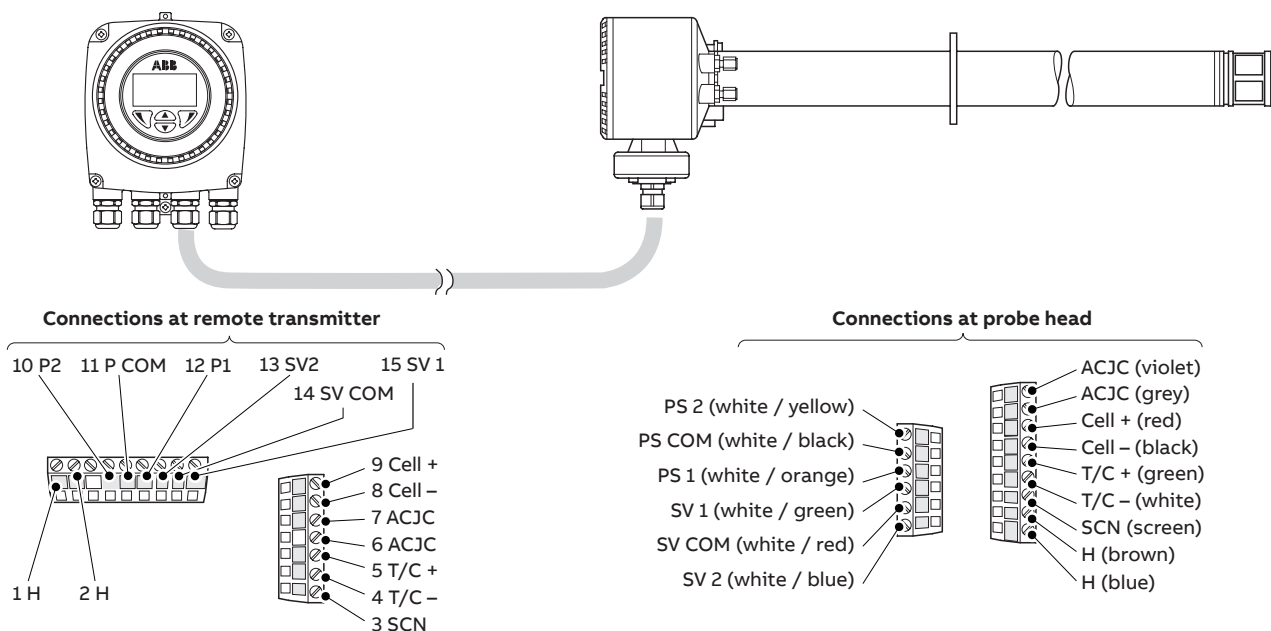 ABB
Connections at remote transmitter
10 P2
11 P COM
12 P1
13 SV2
15 SV 1
14 SV COM
9 Cell +
8 Cell –
7 ACJC
6 ACJC
5 T/C +
4 T/C –
3 SCN
1 H
2 H
Connections at probe head
PS 2 (white / yellow)
PS COM (white / black)
PS 1 (white / orange)
SV 1 (white / green)
SV COM (white / red)
SV 2 (white / blue)
ACJC (violet)
ACJC (grey)
Cell + (red)
Cell – (black)
T/C + (green)
T/C – (white)
SCN (screen)
H (brown)
H (blue)